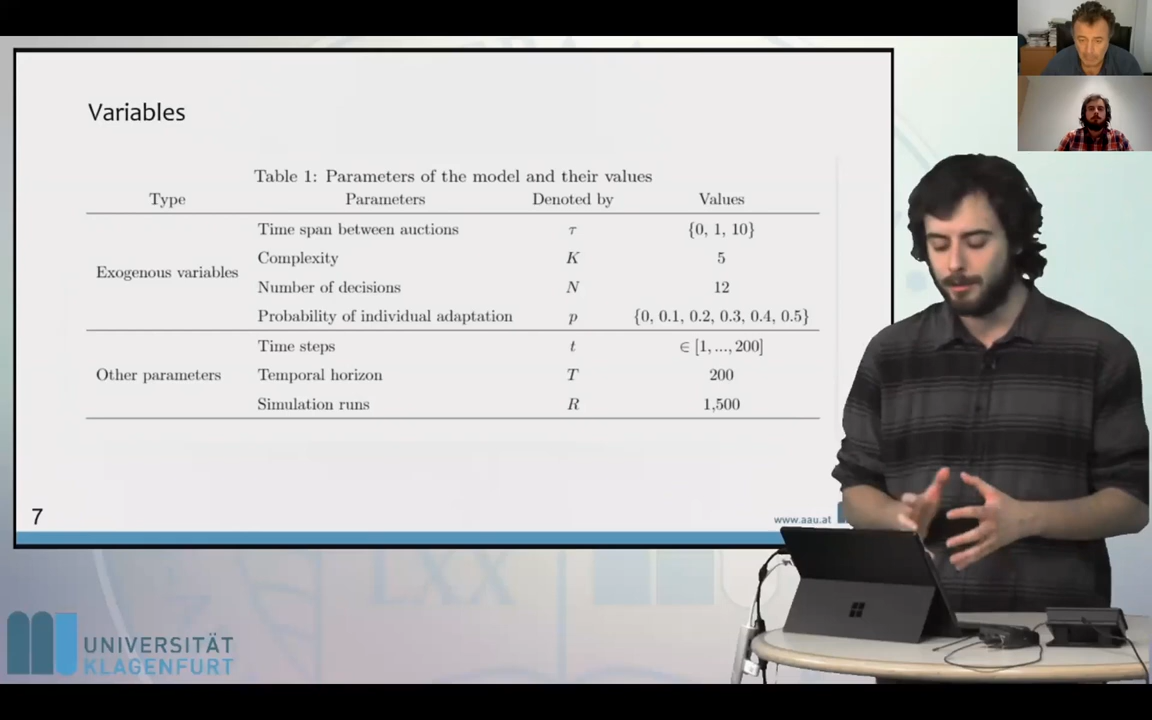 Variables
Table 1: Parameters of the model and their values
Type Parameters Denoted by Values
Exogenous variables
Time span between auctions τ {0, 1, 10}
Complexity K 5
Number of decisions N 12
Probability of individual adaptation p {0, 0.1, 0.2, 0.3, 0.4, 0.5}
Other parameters
Time steps t ∈ [1, ..., 200]
Temporal horizon T 200
Simulation runs R 1,500
7
www.aau.at
LXX
UNIVERSITÄT
KLAGENFURT